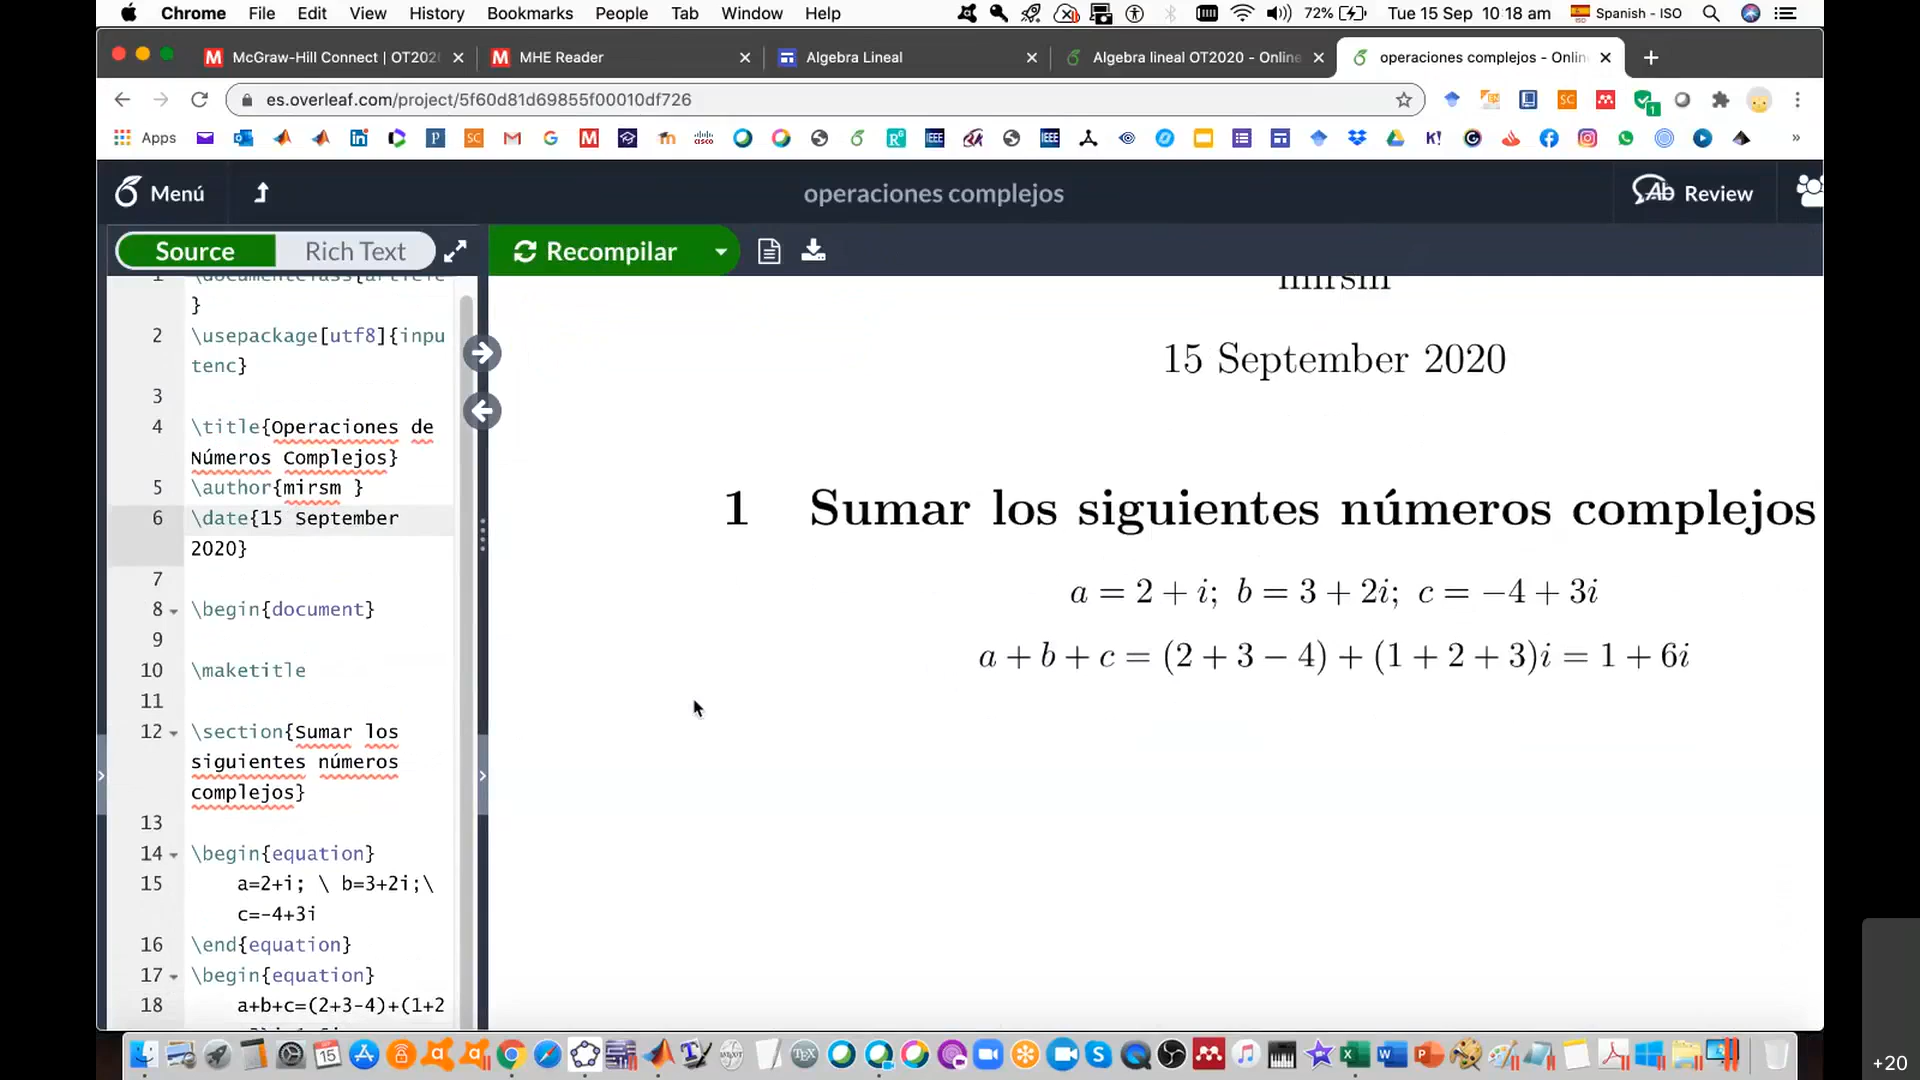 Chrome File Edit View History Bookmarks People Tab Window Help 72% Tue 15 Sep 10:18 am Spanish - ISO
McGraw-Hill Connect | OT202 MHE Reader Algebra Lineal Algebra lineal OT2020 - Online operaciones complejos - Onlin
es.overleaf.com/project/5f60d81d69855f00010df726
Apps
Menú operaciones complejos Review
Source Rich Text Recompilar
1 \documentclass{article
}
2 \usepackage[utf8]{inpu
tenc}
3
4 \title{Operaciones de
Números Complejos}
5 \author{mirsm }
6 \date{15 September
2020}
7
8 \begin{document}
9
10 \maketitle
11
12 \section{Sumar los
siguientes números
complejos}
13
14 \begin{equation}
15 a=2+i; \ b=3+2i;\
c=-4+3i
16 \end{equation}
17 \begin{equation}
18 a+b+c=(2+3-4)+(1+2
mirsm
15 September 2020
1 Sumar los siguientes números complejos
a = 2 + i; b = 3 + 2i; c = −4 + 3i
a + b + c = (2 + 3 − 4) + (1 + 2 + 3)i = 1 + 6i
+20